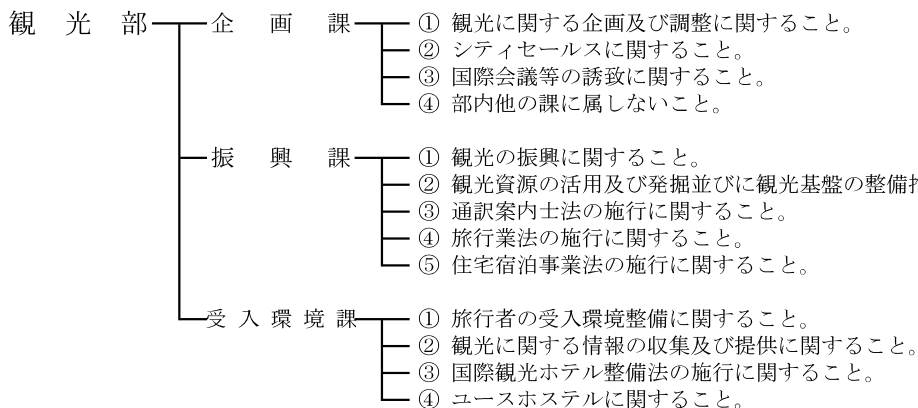 観光部 企画課 ① 観光に関する企画及び調整に関すること。
② シティセールスに関すること。
③ 国際会議等の誘致に関すること。
④ 部内他の課に属しないこと。
振興課 ① 観光の振興に関すること。
② 観光資源の活用及び発掘並びに観光基盤の整備
③ 通訳案内士法の施行に関すること。
④ 旅行業法の施行に関すること。
⑤ 住宅宿泊事業法の施行に関すること。
受入環境課 ① 旅行者の受入環境整備に関すること。
② 観光に関する情報の収集及び提供に関すること。
③ 国際観光ホテル整備法の施行に関すること。
④ ユースホステルに関すること。